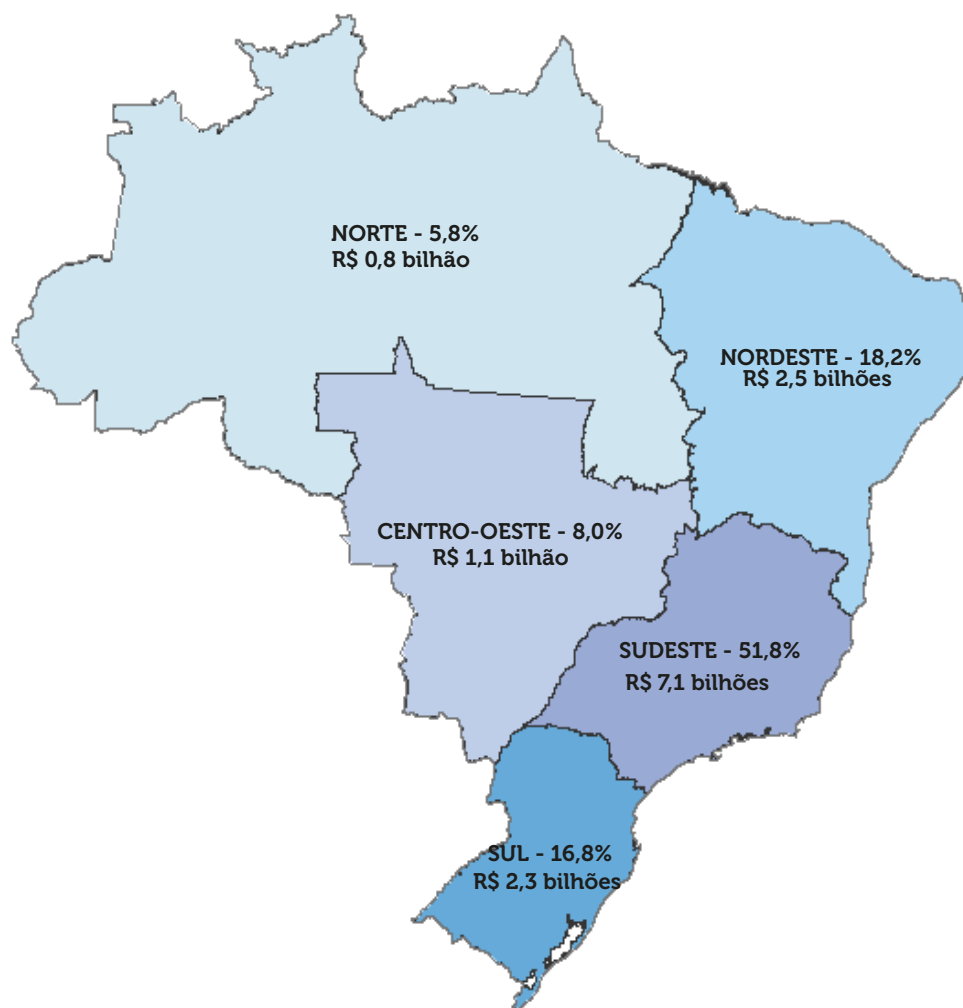 NORTE - 5,8%
R$ 0,8 bilhão
NORDESTE - 18,2%
R$ 2,5 bilhões
CENTRO-OESTE - 8,0%
R$ 1,1 bilhão
SUDESTE - 51,8%
R$ 7,1 bilhões
SUL - 16,8%
R$ 2,3 bilhões